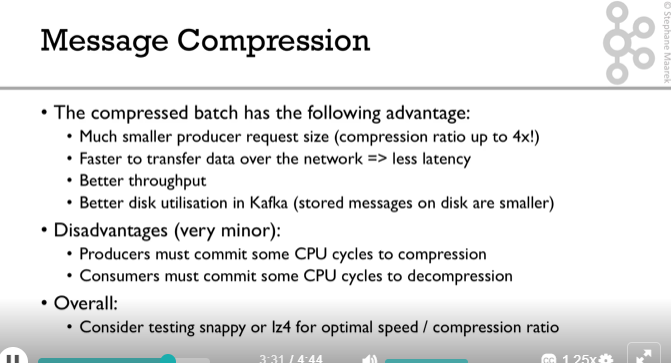 © Stephane Maarek
Message Compression
• The compressed batch has the following advantage:
• Much smaller producer request size (compression ratio up to 4x!)
• Faster to transfer data over the network => less latency
• Better throughput
• Better disk utilisation in Kafka (stored messages on disk are smaller)
• Disadvantages (very minor):
• Producers must commit some CPU cycles to compression
• Consumers must commit some CPU cycles to decompression
• Overall:
• Consider testing snappy or lz4 for optimal speed / compression ratio
3:31 / 4:44
CC 1.25x